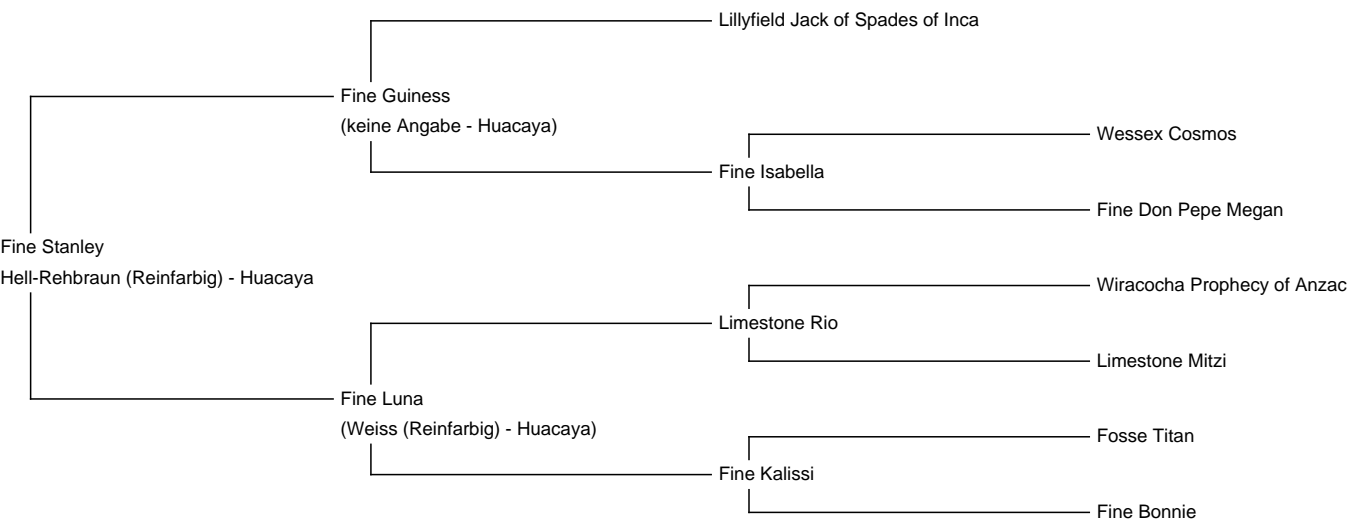 Lillyfield Jack of Spades of Inca
Fine Guiness
(keine Angabe - Huacaya)
Wessex Cosmos
Fine Isabella
Fine Don Pepe Megan
Fine Stanley
Hell-Rehbraun (Reinfarbig) - Huacaya
Wiracocha Prophecy of Anzac
Limestone Rio
Limestone Mitzi
Fine Luna
(Weiss (Reinfarbig) - Huacaya)
Fosse Titan
Fine Kalissi
Fine Bonnie